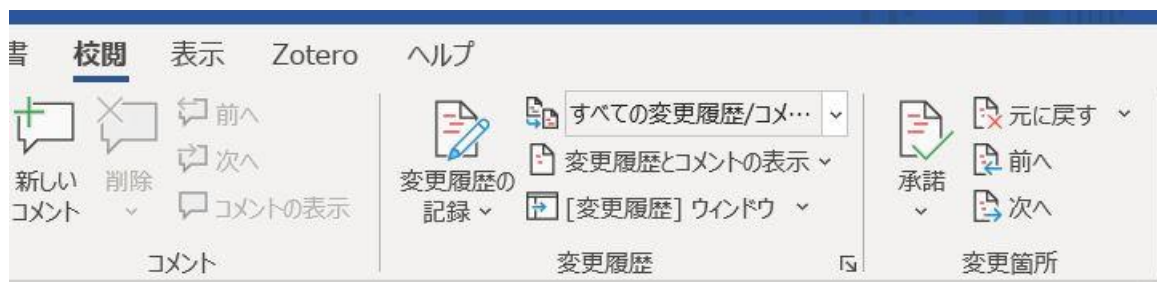 書 校閲 表示 Zotero ヘルプ
新しい
コメント
削除
前へ
次へ
コメントの表示
コメント
変更履歴の
記録
すべての変更履歴/コメ…
変更履歴とコメントの表示
[変更履歴] ウィンドウ
変更履歴
承諾
元に戻す
前へ
次へ
変更箇所